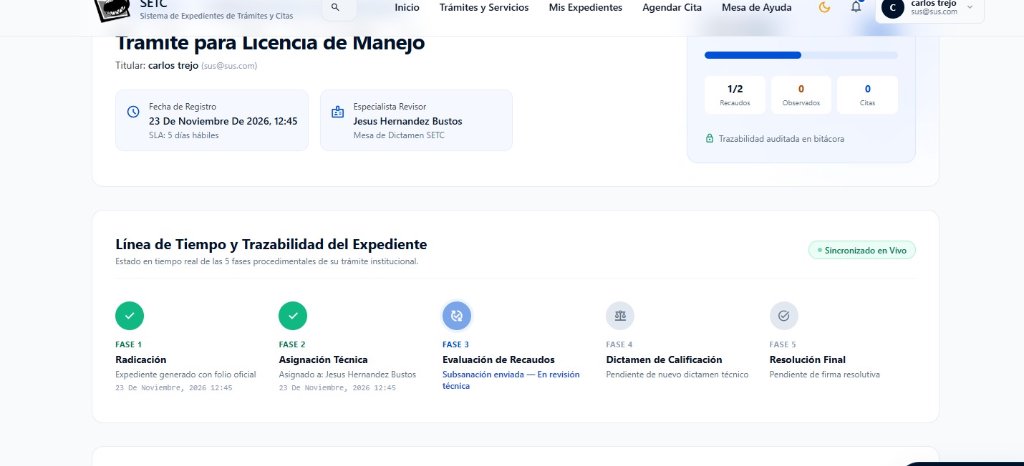 SETC
Sistema de Expedientes de Trámites y Citas
Inicio
Trámites y Servicios
Mis Expedientes
Agendar Cita
Mesa de Ayuda
C
carlos trejo
sus@sus.com
Trámite para Licencia de Manejo
Titular: carlos trejo (sus@sus.com)
Fecha de Registro
23 De Noviembre De 2026, 12:45
SLA: 5 días hábiles
Especialista Revisor
Jesus Hernandez Bustos
Mesa de Dictamen SETC
1/2
Recaudos
0
Observados
0
Citas
Trazabilidad auditada en bitácora
Línea de Tiempo y Trazabilidad del Expediente
Estado en tiempo real de las 5 fases procedimentales de su trámite institucional.
Sincronizado en Vivo
FASE 1
Radicación
Expediente generado con folio oficial
23 De Noviembre, 2026 12:45
FASE 2
Asignación Técnica
Asignado a: Jesus Hernandez Bustos
23 De Noviembre, 2026 12:45
FASE 3
Evaluación de Recaudos
Subsanación enviada — En revisión
técnica
FASE 4
Dictamen de Calificación
Pendiente de nuevo dictamen técnico
FASE 5
Resolución Final
Pendiente de firma resolutiva